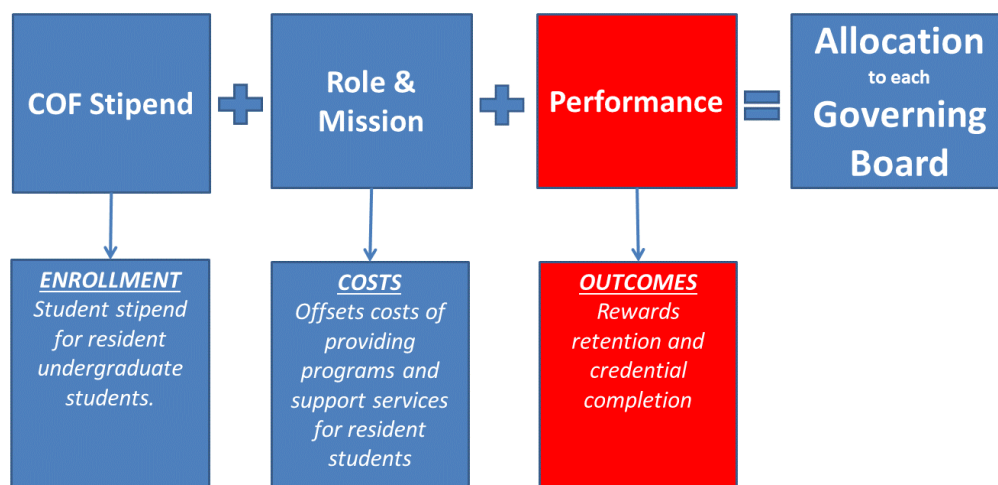 COF Stipend
Role &
Mission
Performance
Allocation
to each
Governing
Board
ENROLLMENT
Student stipend
for resident
undergraduate
students.
COSTS
Offsets costs of
providing
programs and
support services
for resident
students
OUTCOMES
Rewards
retention and
credential
completion